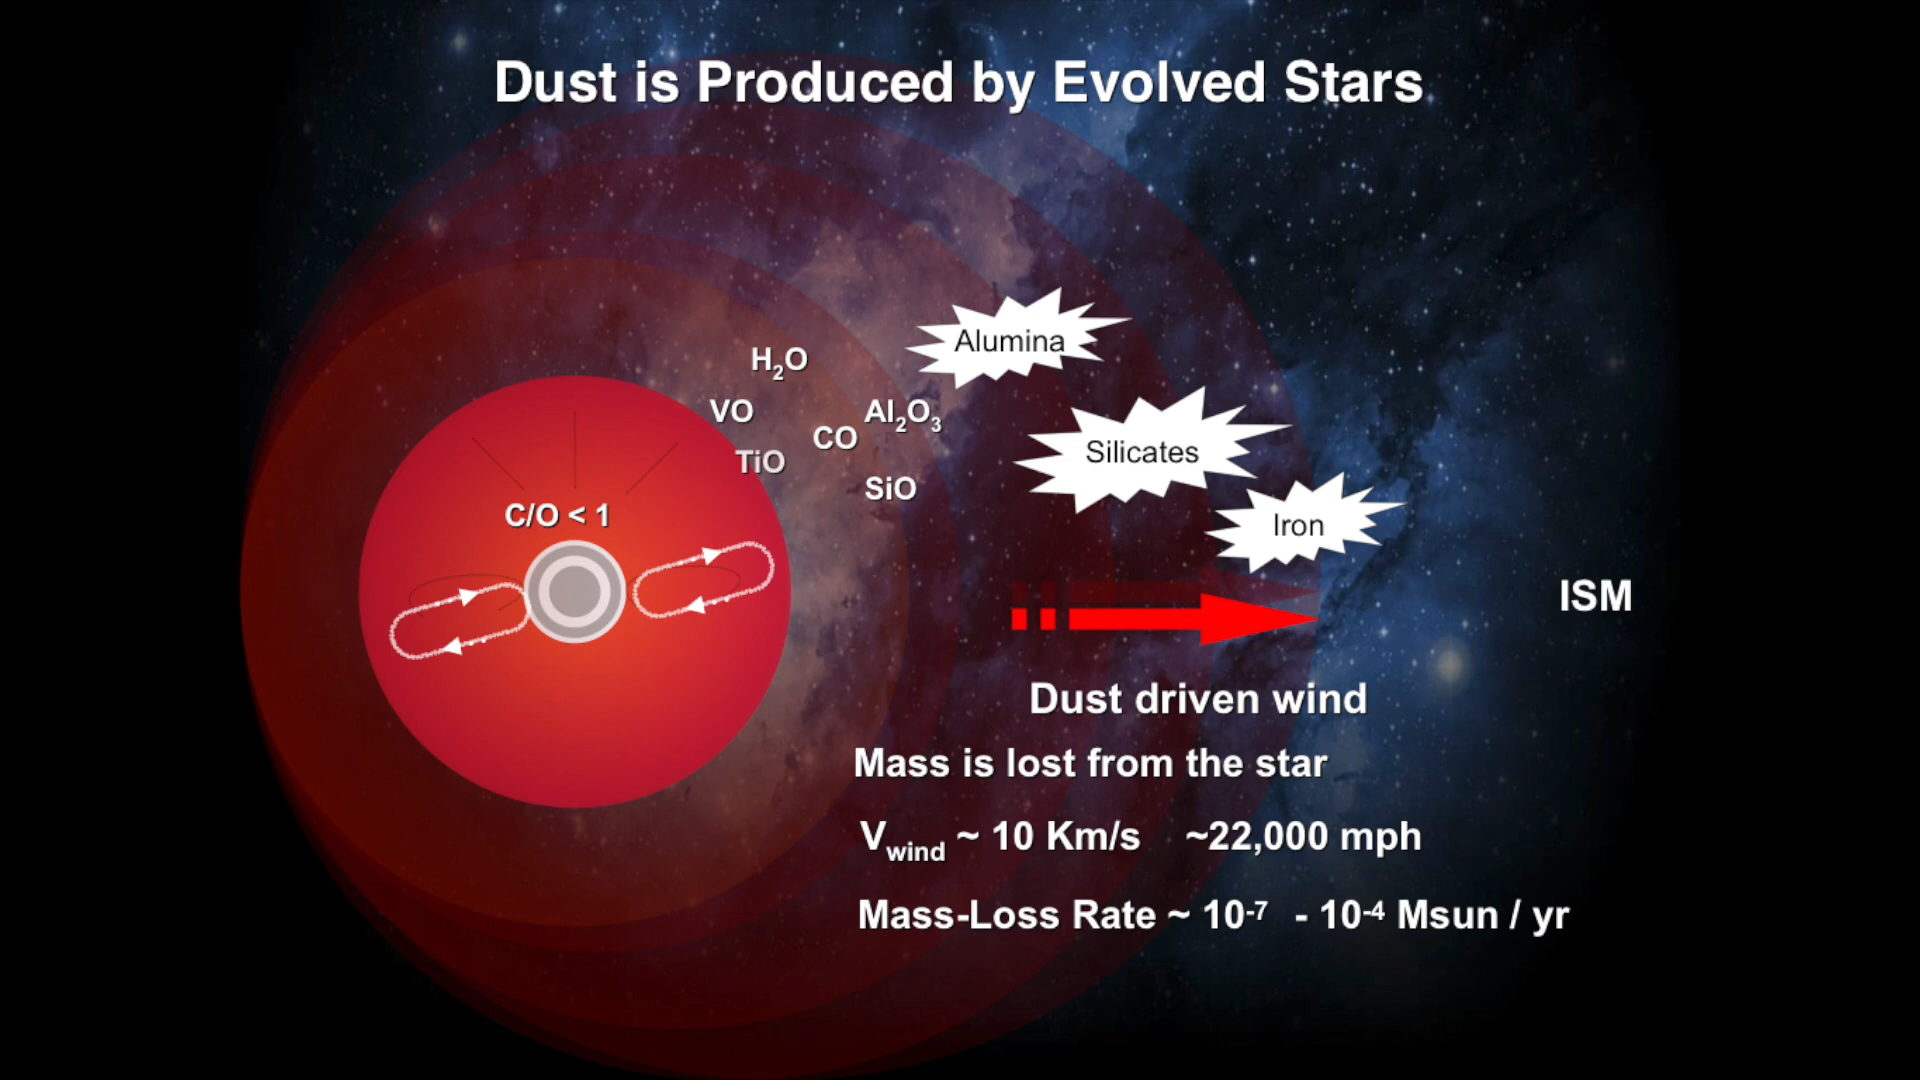 Dust is Produced by Evolved Stars
Alumina
H₂O
VO
Al₂O₃
CO
TiO
SiO
Silicates
C/O < 1
Iron
ISM
Dust driven wind
Mass is lost from the star
V_wind ~ 10 Km/s ~22,000 mph
Mass-Loss Rate ~ 10⁻⁷ - 10⁻⁴ Msun / yr